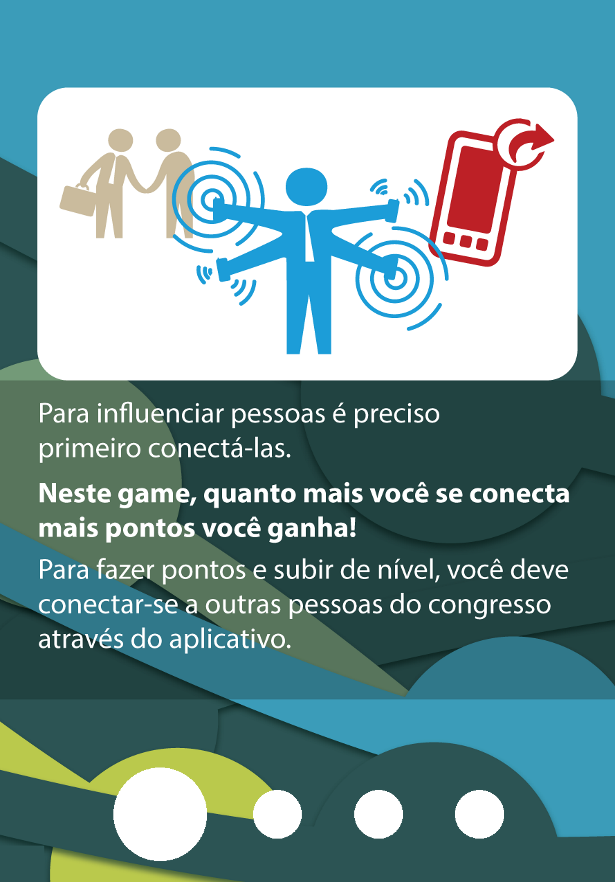 Para influenciar pessoas é preciso
primeiro conectá-las.
Neste game, quanto mais você se conecta
mais pontos você ganha!
Para fazer pontos e subir de nível, você deve
conectar-se a outras pessoas do congresso
através do aplicativo.